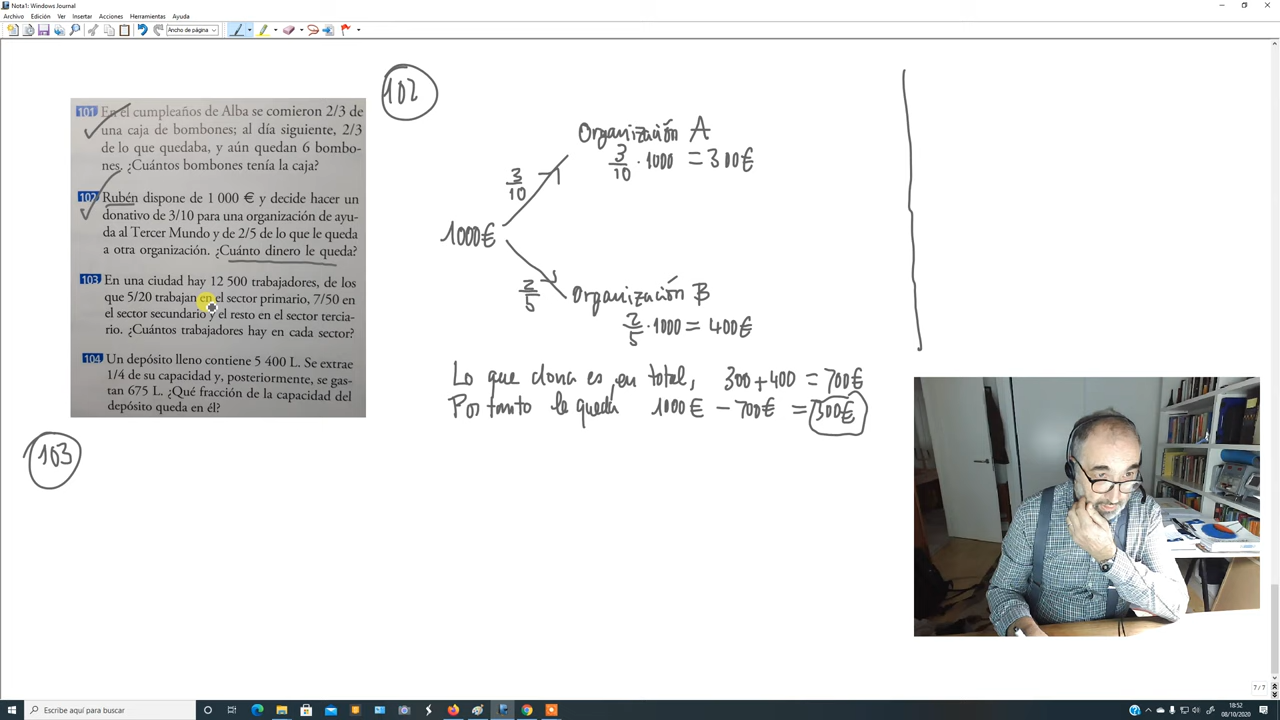 Nota1: Windows Journal
Archivo Edición Ver Insertar Acciones Herramientas Ayuda
Ancho de página
101 En el cumpleaños de Alba se comieron 2/3 de
una caja de bombones; al día siguiente, 2/3
de lo que quedaba, y aún quedan 6 bombo-
nes. ¿Cuántos bombones tenía la caja?
102 Rubén dispone de 1 000 € y decide hacer un
donativo de 3/10 para una organización de ayu-
da al Tercer Mundo y de 2/5 de lo que le queda
a otra organización. ¿Cuánto dinero le queda?
103 En una ciudad hay 12 500 trabajadores, de los
que 5/20 trabajan en el sector primario, 7/50 en
el sector secundario y el resto en el sector tercia-
rio. ¿Cuántos trabajadores hay en cada sector?
104 Un depósito lleno contiene 5 400 L. Se extrae
1/4 de su capacidad y, posteriormente, se gas-
tan 675 L. ¿Qué fracción de la capacidad del
depósito queda en él?
102
Organización A
3/10 · 1000 = 300€
3/10
1000€
2/5
Organización B
2/5 · 1000 = 400€
Lo que dona es, en total, 300 + 400 = 700€
Por tanto le queda 1000€ - 700€ = 300€
103
7 / 7
Escribe aquí para buscar
18:52
08/10/2020